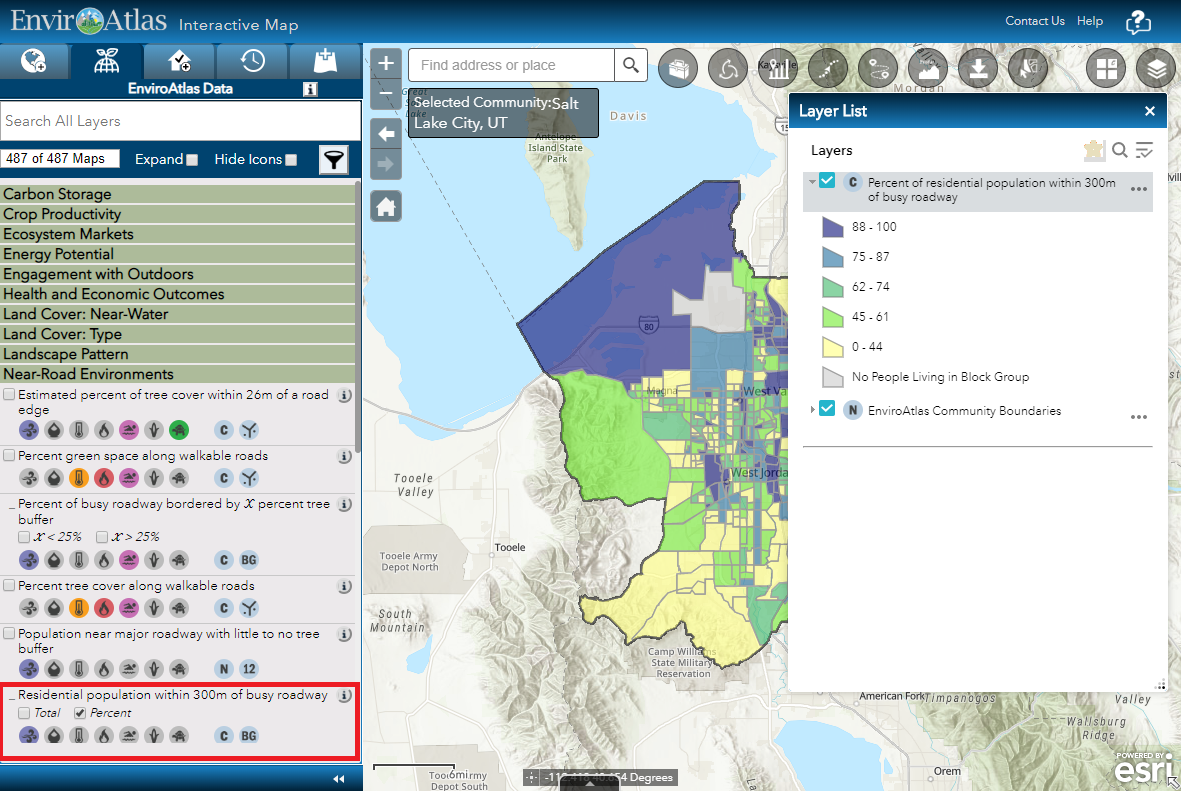 EnviroAtlas Interactive Map
Contact Us Help
EnviroAtlas Data
Search All Layers
487 of 487 Maps Expand Hide Icons
Carbon Storage
Crop Productivity
Ecosystem Markets
Energy Potential
Engagement with Outdoors
Health and Economic Outcomes
Land Cover: Near-Water
Land Cover: Type
Landscape Pattern
Near-Road Environments
Estimated percent of tree cover within 26m of a road
edge
C
Percent green space along walkable roads
C
Percent of busy roadway bordered by x percent tree
buffer
x < 25% x > 25%
C BG
Percent tree cover along walkable roads
C
Population near major roadway with little to no tree
buffer
N 12
Residential population within 300m of busy roadway
Total Percent
C BG
Find address or place
Selected Community:Salt
Lake City, UT
Great
Kaysville
Morgan
Davis
Antelope
Island State
Park
80
Magna
West Va
West Jorda
Tooele
Valley
Tooele Army
Depot North
Tooele
South
Mountain
Camp Williams
State Military
Reservation
American Fork
Timpanogos
Valley
Wallsburg
Ridge
Orem
Army
Depot South
6mi
Degrees
POWERED BY
esri
Layer List
Layers
C Percent of residential population within 300m
of busy roadway
88 - 100
75 - 87
62 - 74
45 - 61
0 - 44
No People Living in Block Group
N EnviroAtlas Community Boundaries